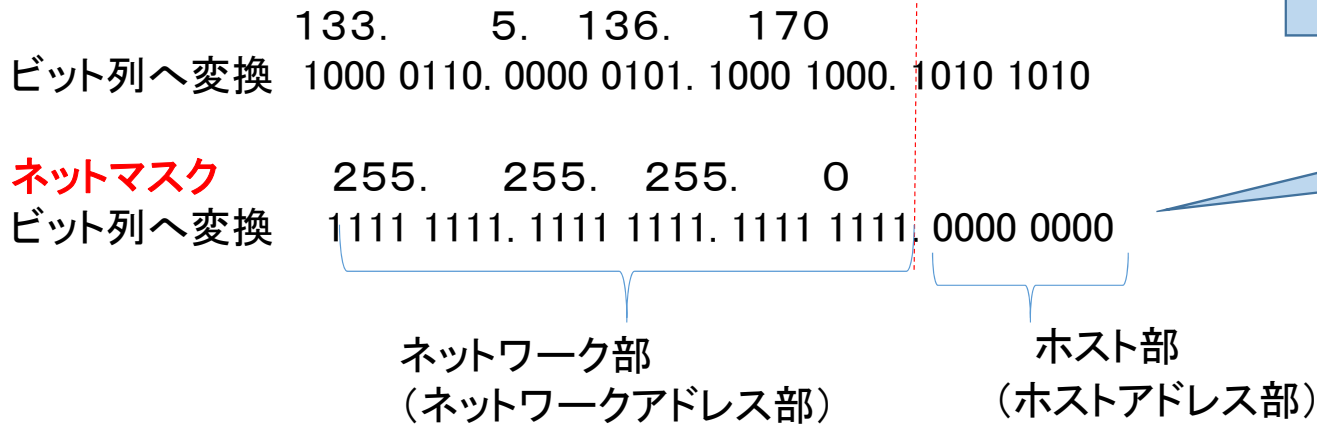 133. 5. 136. 170
ビット列へ変換 1000 0110. 0000 0101. 1000 1000. 1010 1010
ネットマスク 255. 255. 255. 0
ビット列へ変換 1111 1111. 1111 1111. 1111 1111. 0000 0000
ネットワーク部
（ネットワークアドレス部）
ホスト部
（ホストアドレス部）